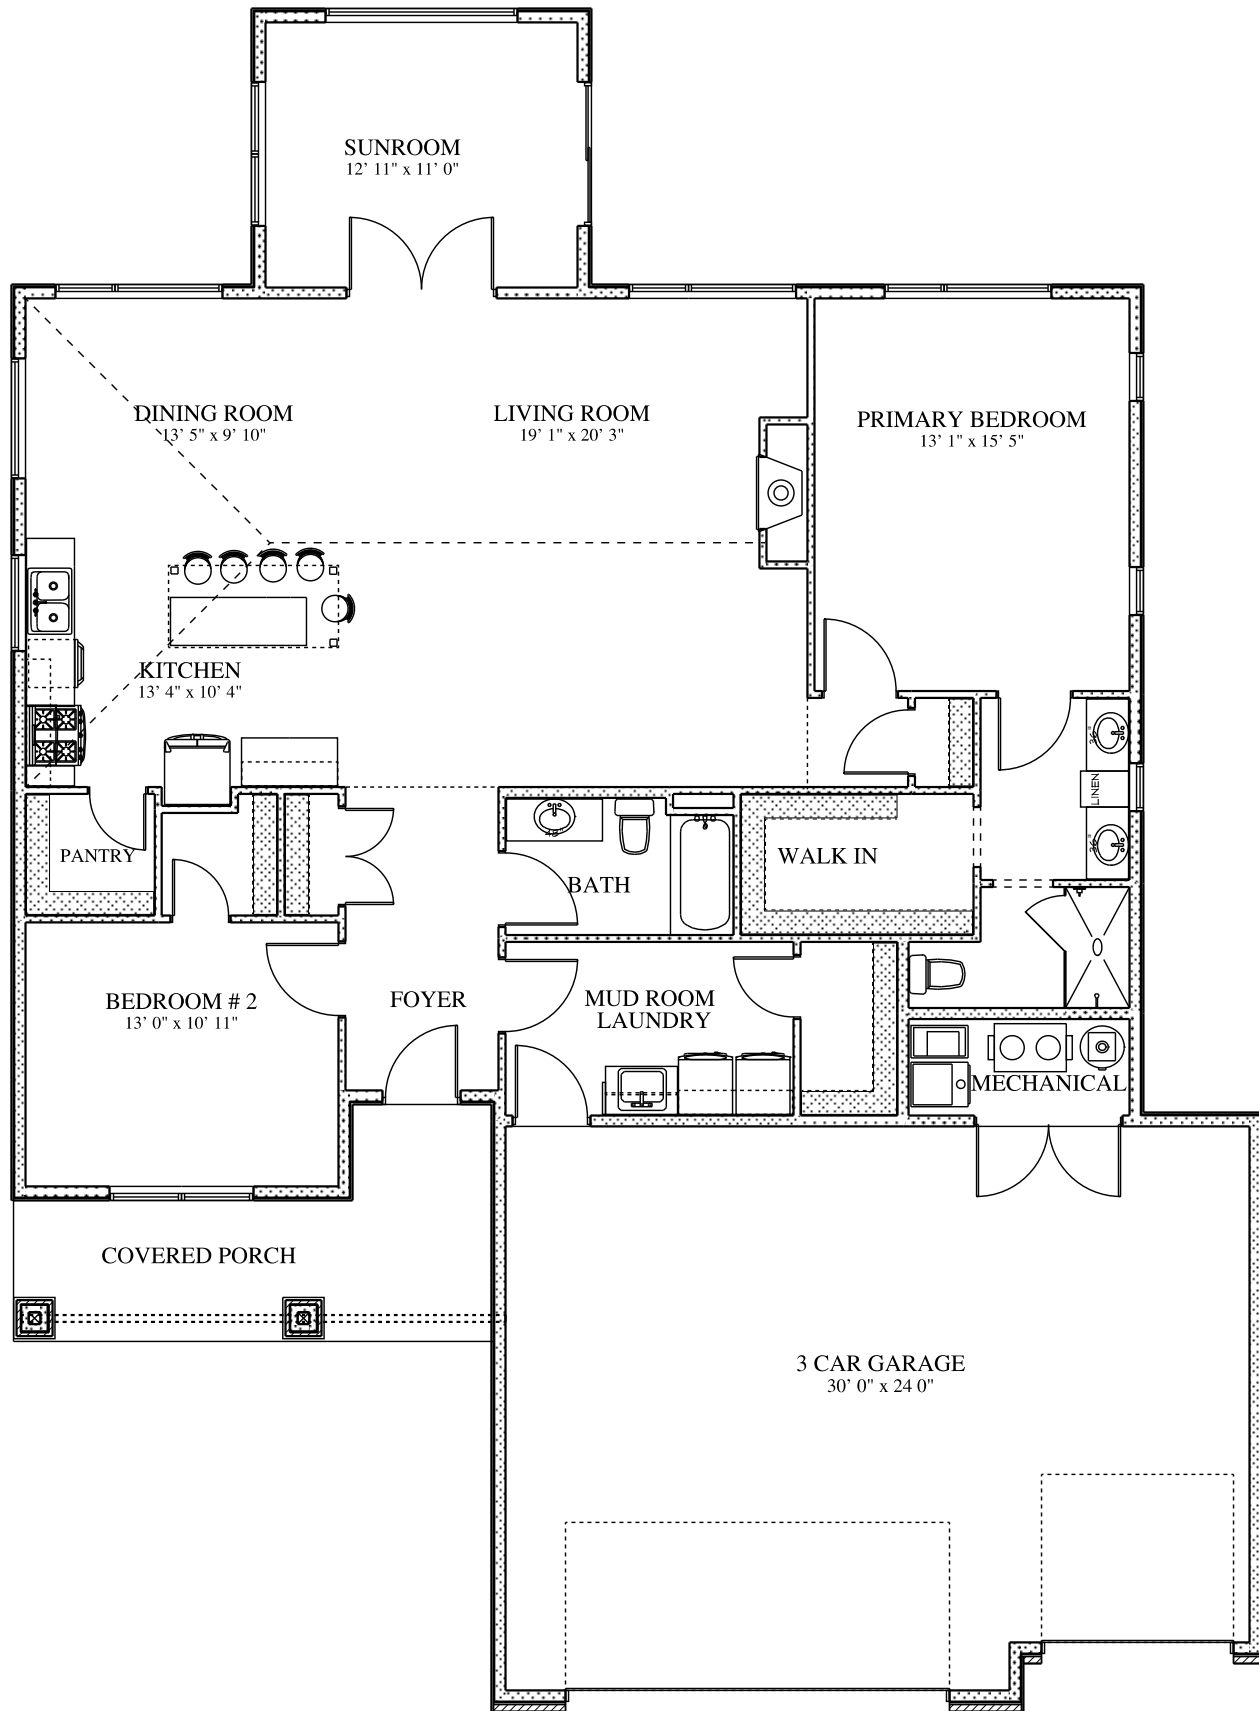 SUNROOM
12' 11" x 11' 0"
DINING ROOM
13' 5" x 9' 10"
LIVING ROOM
19' 1" x 20' 3"
PRIMARY BEDROOM
13' 1" x 15' 5"
KITCHEN
13' 4" x 10' 4"
36"
LINEN
36"
PANTRY
BATH
WALK IN
BEDROOM # 2
13' 0" x 10' 11"
FOYER
MUD ROOM
LAUNDRY
MECHANICAL
COVERED PORCH
3 CAR GARAGE
30' 0" x 24 0"